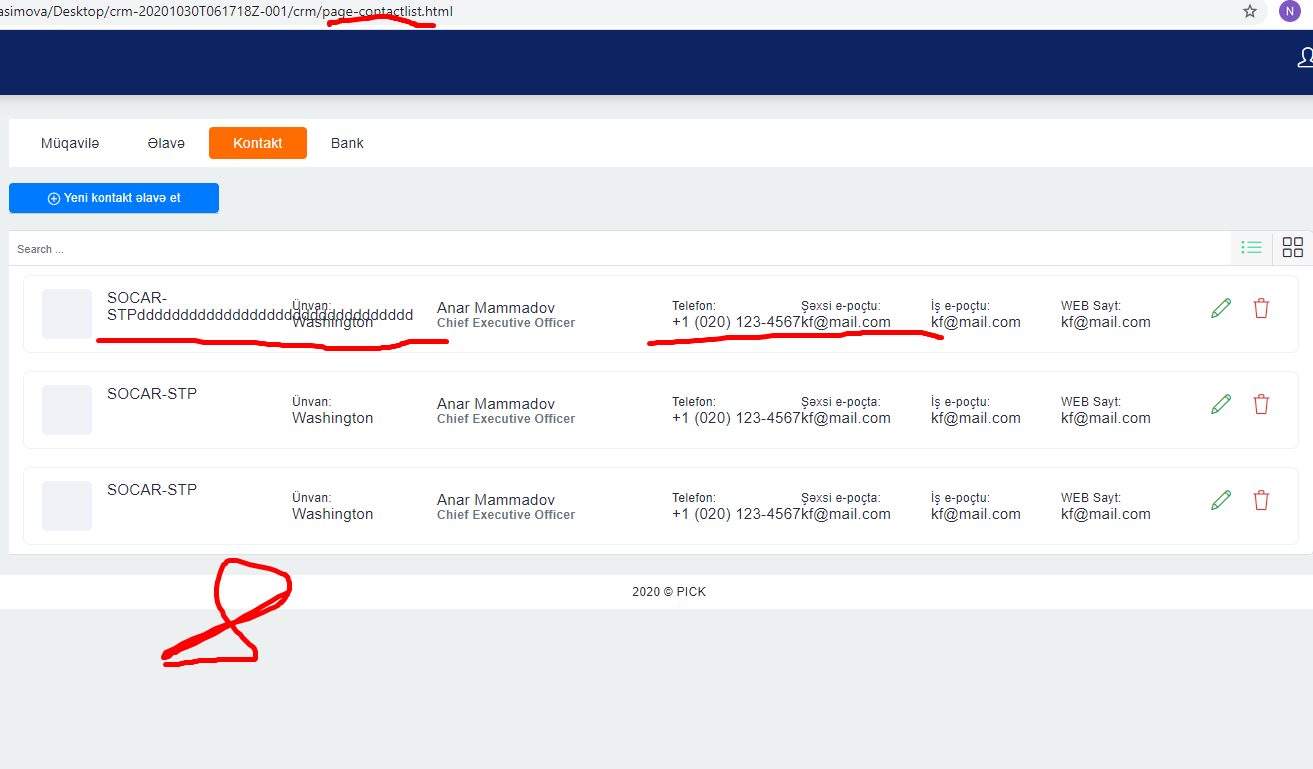 asimova/Desktop/crm-20201030T061718Z-001/crm/page-contactlist.html
N
Müqavilə Əlavə Kontakt Bank
Yeni kontakt əlavə et
Search ...
SOCAR-
STPdddddddddddddddddddddddddddddddd
Ünvan:
Washington
Anar Mammadov
Chief Executive Officer
Telefon:
+1 (020) 123-4567
Şəxsi e-poçtu:
kf@mail.com
İş e-poçtu:
kf@mail.com
WEB Sayt:
kf@mail.com
SOCAR-STP
Ünvan:
Washington
Anar Mammadov
Chief Executive Officer
Telefon:
+1 (020) 123-4567
Şəxsi e-poçta:
kf@mail.com
İş e-poçtu:
kf@mail.com
WEB Sayt:
kf@mail.com
SOCAR-STP
Ünvan:
Washington
Anar Mammadov
Chief Executive Officer
Telefon:
+1 (020) 123-4567
Şəxsi e-poçta:
kf@mail.com
İş e-poçtu:
kf@mail.com
WEB Sayt:
kf@mail.com
2020 © PICK